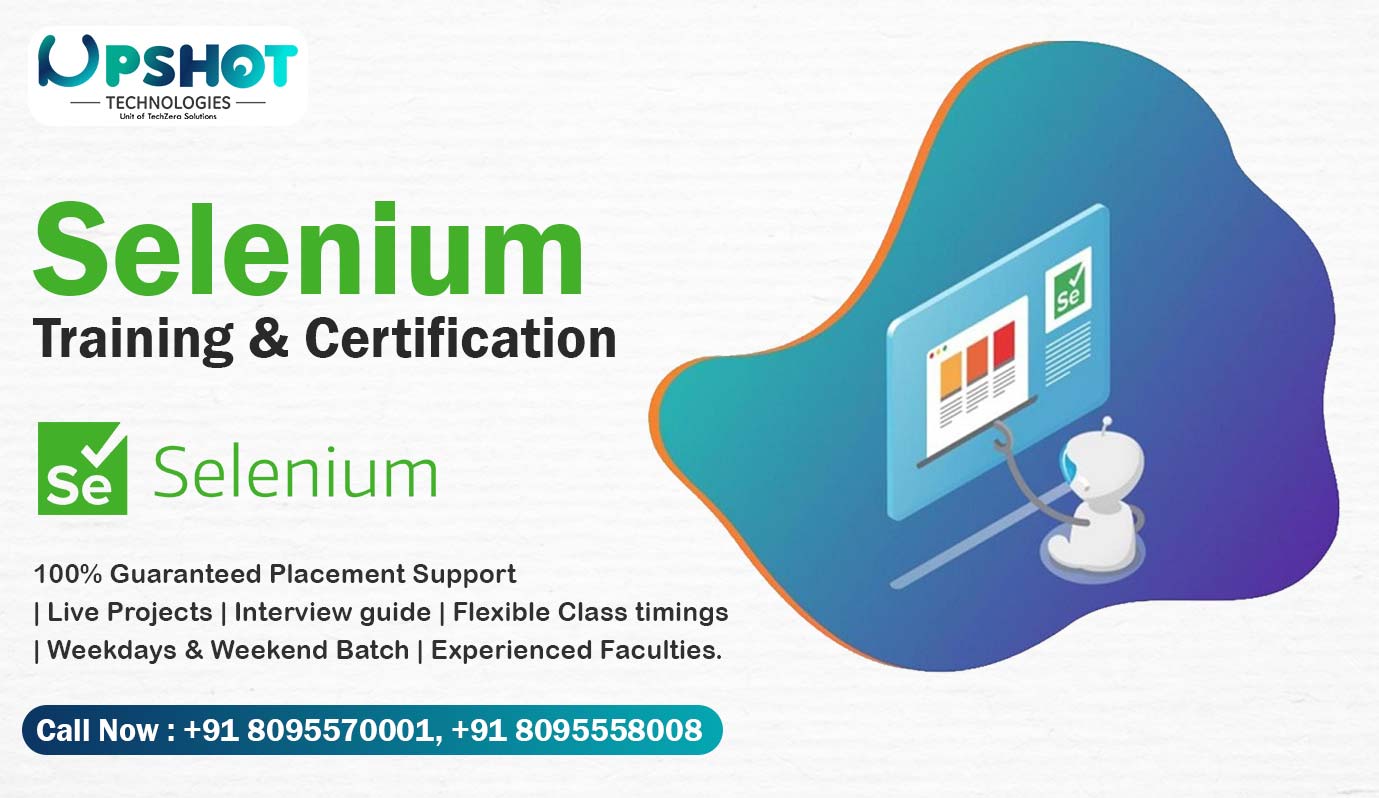 UPSHOT
TECHNOLOGIES
Unit of TechZera Solutions
Selenium
Training & Certification
Se Selenium
100% Guaranteed Placement Support
| Live Projects | Interview guide | Flexible Class timings
| Weekdays & Weekend Batch | Experienced Faculties.
Call Now : +91 8095570001, +91 8095558008
Se